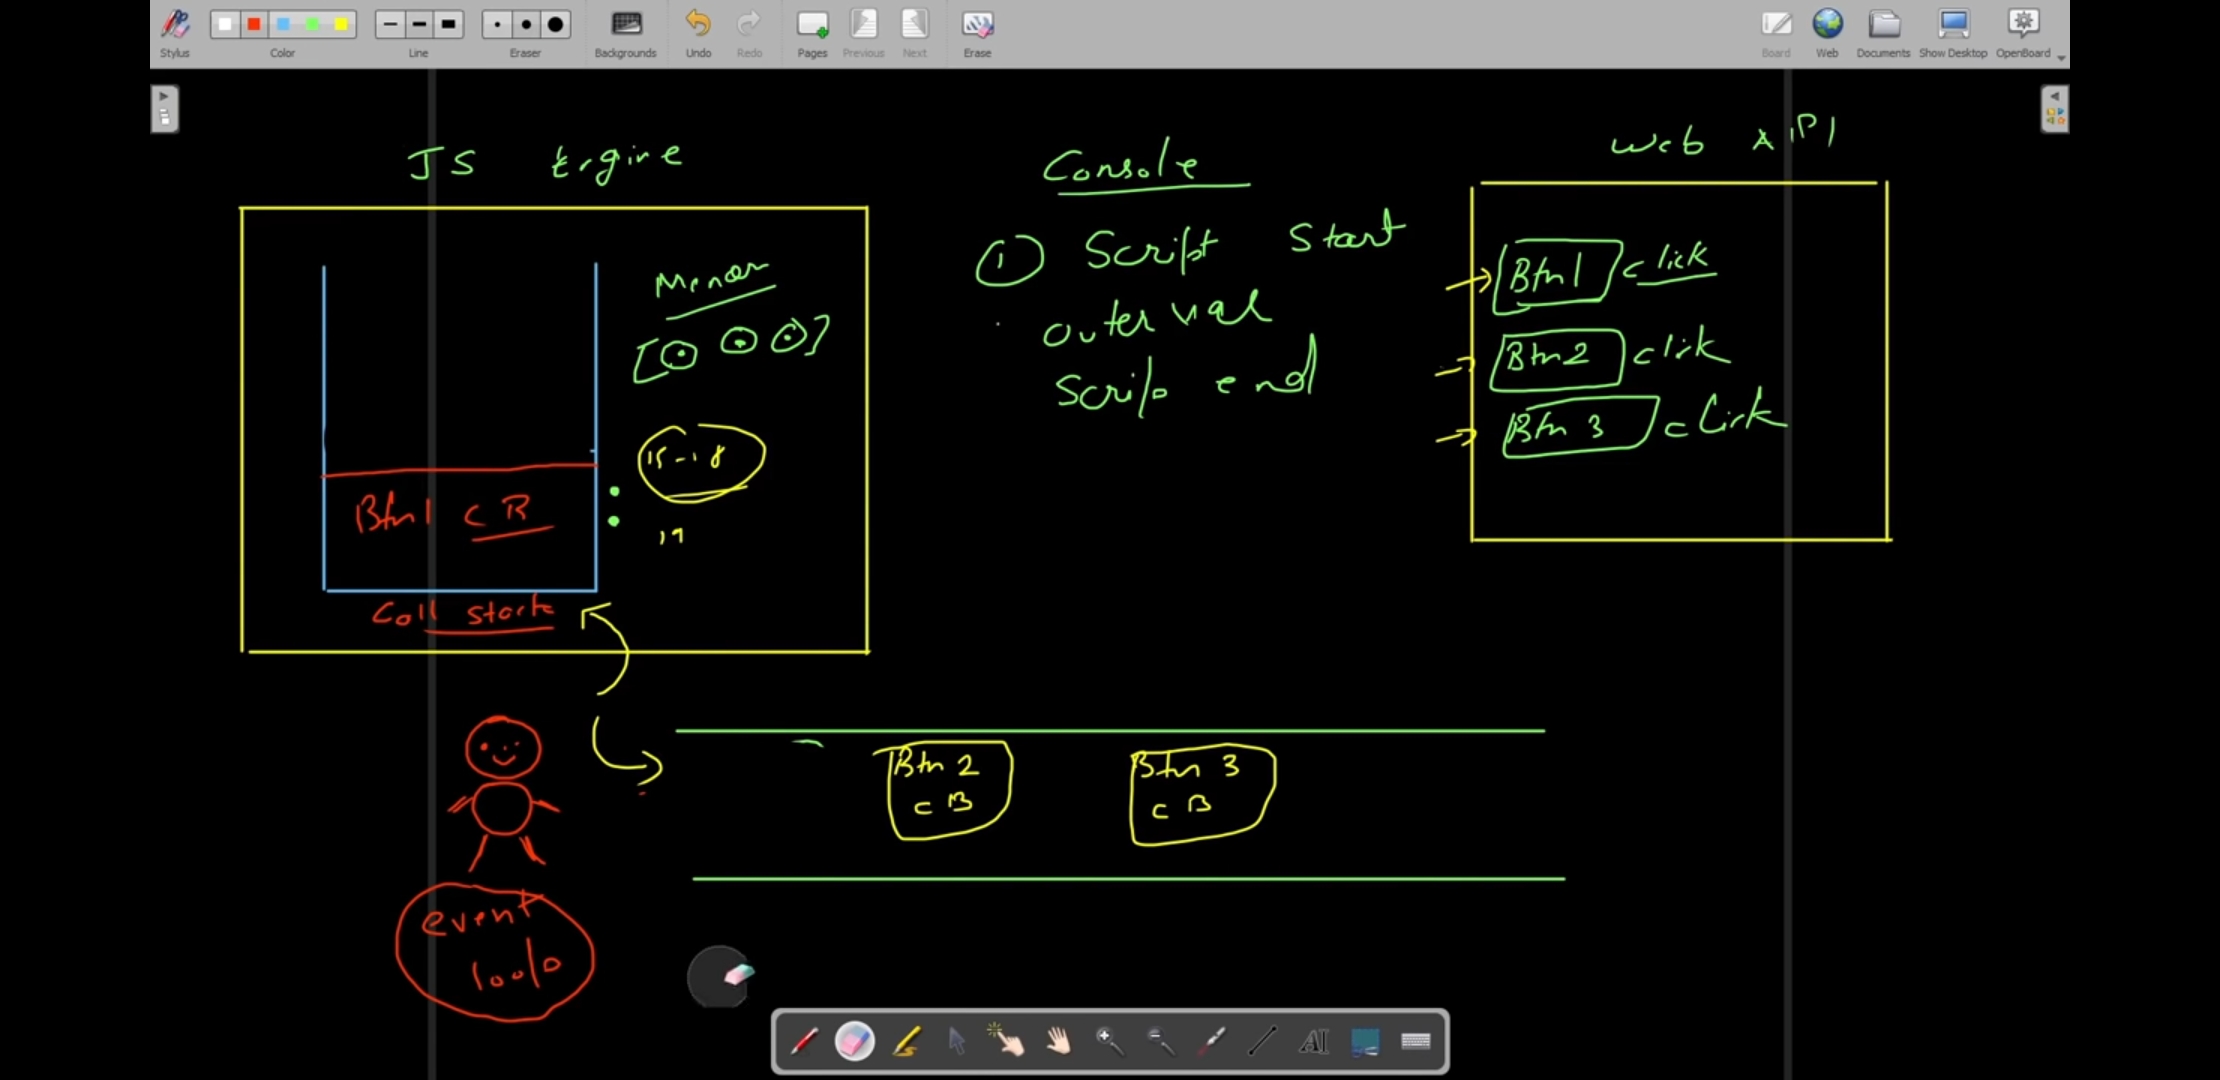 Stylus
Color
Line
Eraser
Backgrounds
Undo
Redo
Pages
Previous
Next
Erase
Board
Web
Documents
Show Desktop
OpenBoard
JS Engine
Console
Web API
① Script Start
outer val
Scrip end
[⊙ ⊙ ⊙]
Btn1 click
Btn2 click
Btn 3 click
15-18
19
Btn1 CB
Call stack
Btn 2
CB
Btn 3
CB
event
loop
AI